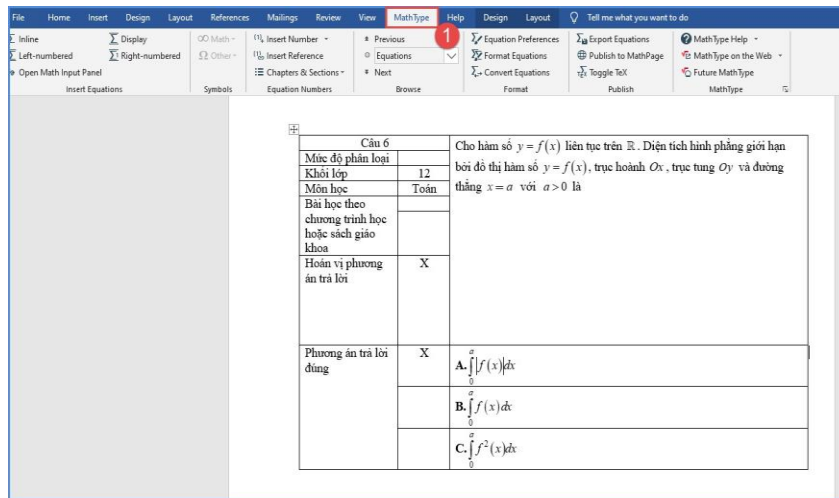 File Home Insert Design Layout References Mailings Review View MathType Help Design Layout Tell me what you want to do
1
Inline Display Math Insert Number Previous Equation Preferences Export Equations MathType Help
Left-numbered Right-numbered Other Insert Reference Equations Format Equations Publish to MathPage MathType on the Web
Open Math Input Panel Chapters & Sections Next Convert Equations Toggle TeX Future MathType
Insert Equations Symbols Equation Numbers Browse Format Publish MathType
Câu 6
Mức độ phân loại
Khối lớp 12
Môn học Toán
Bài học theo
chương trình học
hoặc sách giáo
khoa
Hoán vị phương X
án trả lời
Cho hàm số y = f(x) liên tục trên ℝ. Diện tích hình phẳng giới hạn
bởi đồ thị hàm số y = f(x), trục hoành Ox, trục tung Oy và đường
thẳng x = a với a > 0 là
Phương án trả lời X
đúng
A. ∫₀ᵃ |f(x)|dx
B. ∫₀ᵃ f(x)dx
C. ∫₀ᵃ f²(x)dx